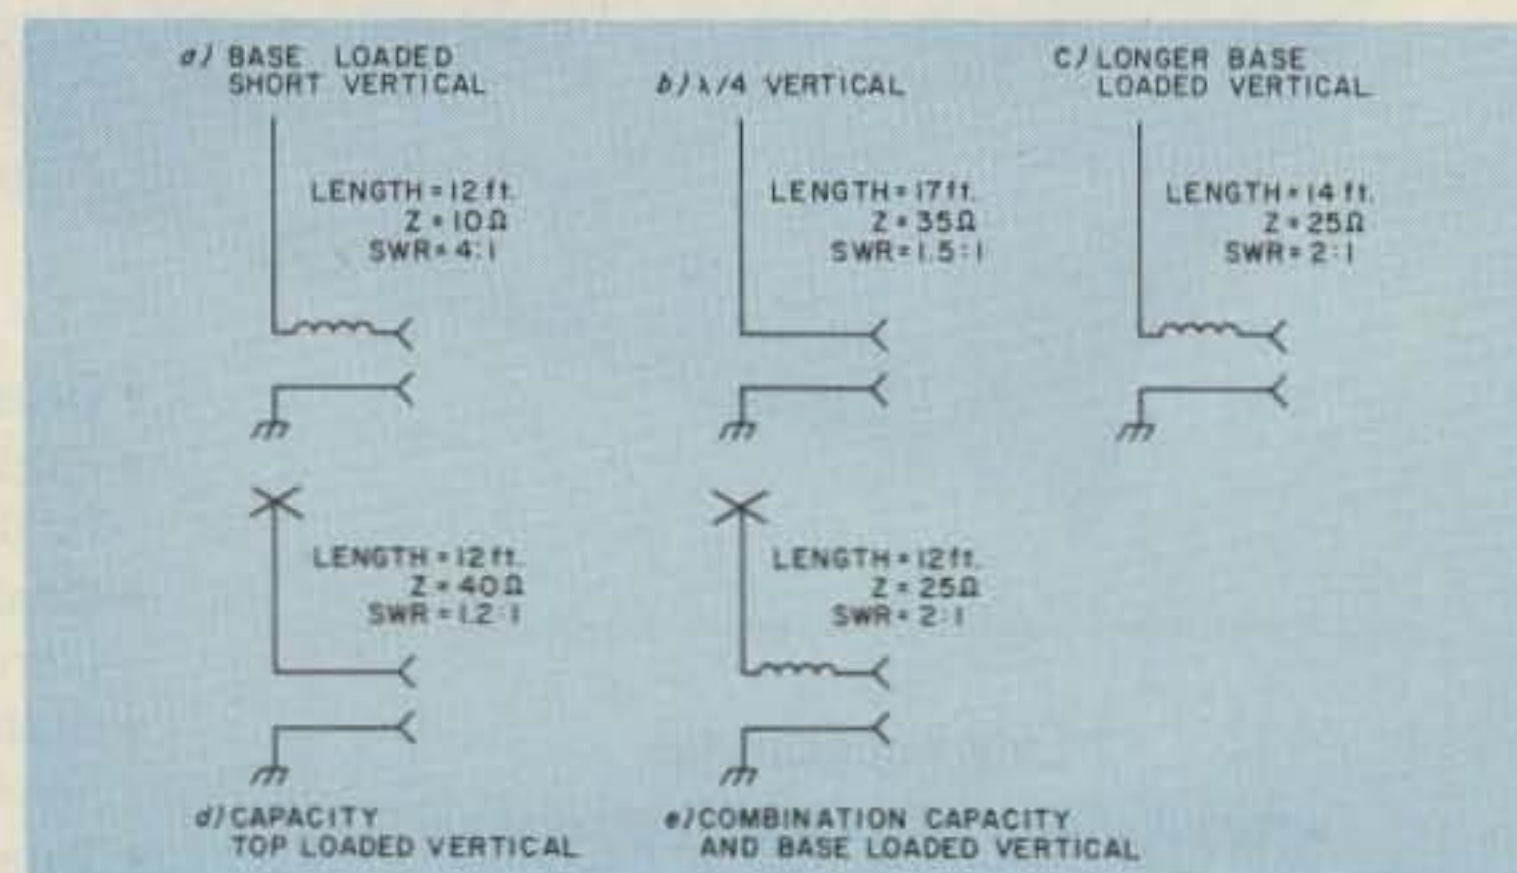 a) BASE LOADED
SHORT VERTICAL
LENGTH = 12 ft.
Z = 10Ω
SWR = 4:1
b) λ/4 VERTICAL
LENGTH = 17 ft.
Z = 35Ω
SWR = 1.5:1
C) LONGER BASE
LOADED VERTICAL
LENGTH = 14 ft.
Z = 25Ω
SWR = 2:1
LENGTH = 12 ft.
Z = 40Ω
SWR = 1.2:1
d) CAPACITY
TOP LOADED VERTICAL
LENGTH = 12 ft.
Z = 25Ω
SWR = 2:1
e) COMBINATION CAPACITY
AND BASE LOADED VERTICAL